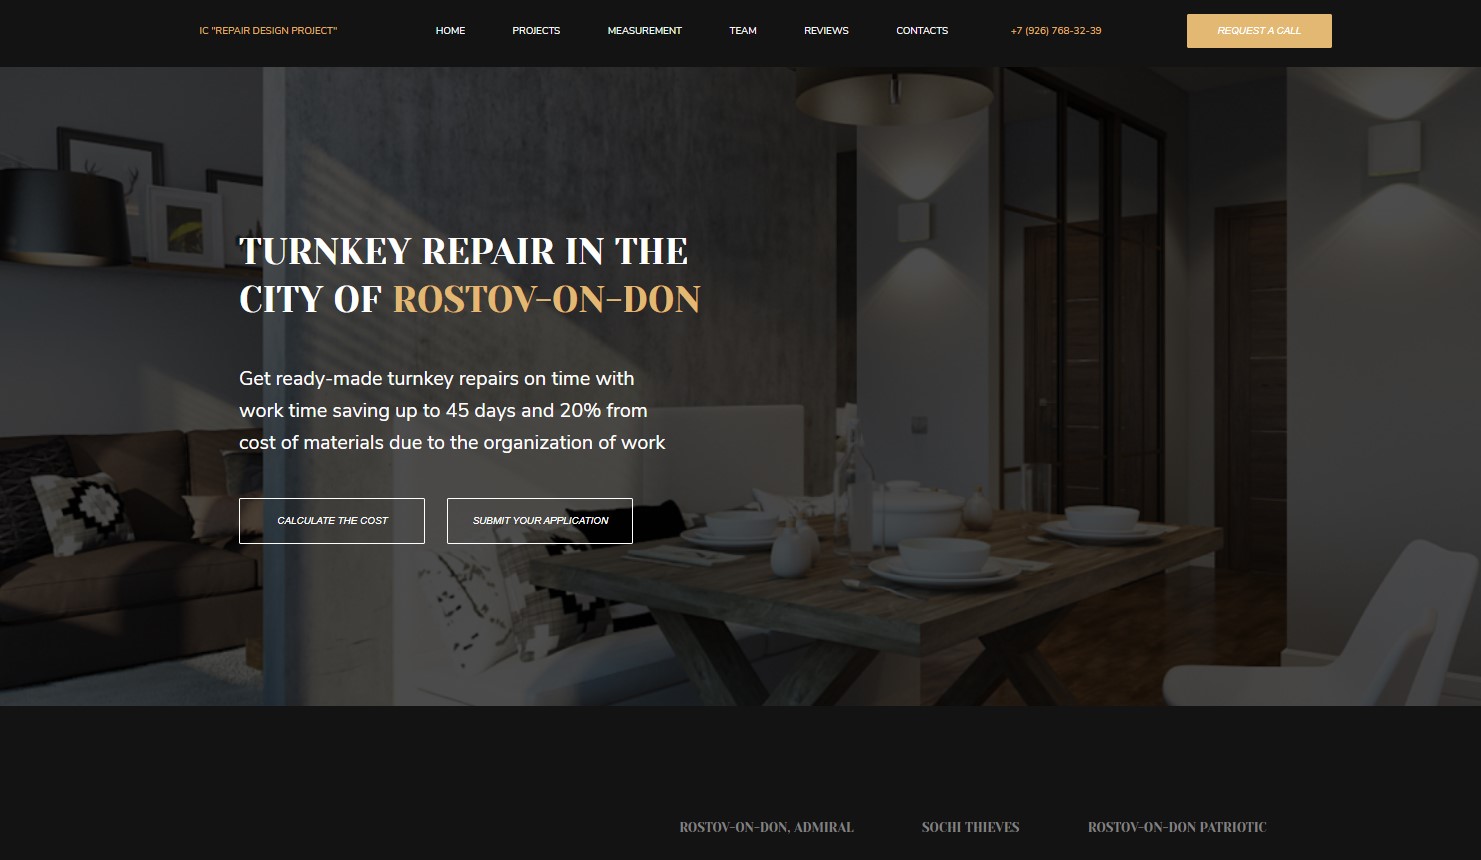 IC "REPAIR DESIGN PROJECT"
HOME
PROJECTS
MEASUREMENT
TEAM
REVIEWS
CONTACTS
+7 (926) 768-32-39
REQUEST A CALL
TURNKEY REPAIR IN THE
CITY OF ROSTOV-ON-DON
Get ready-made turnkey repairs on time with
work time saving up to 45 days and 20% from
cost of materials due to the organization of work
CALCULATE THE COST
SUBMIT YOUR APPLICATION
ROSTOV-ON-DON, ADMIRAL
SOCHI THIEVES
ROSTOV-ON-DON PATRIOTIC